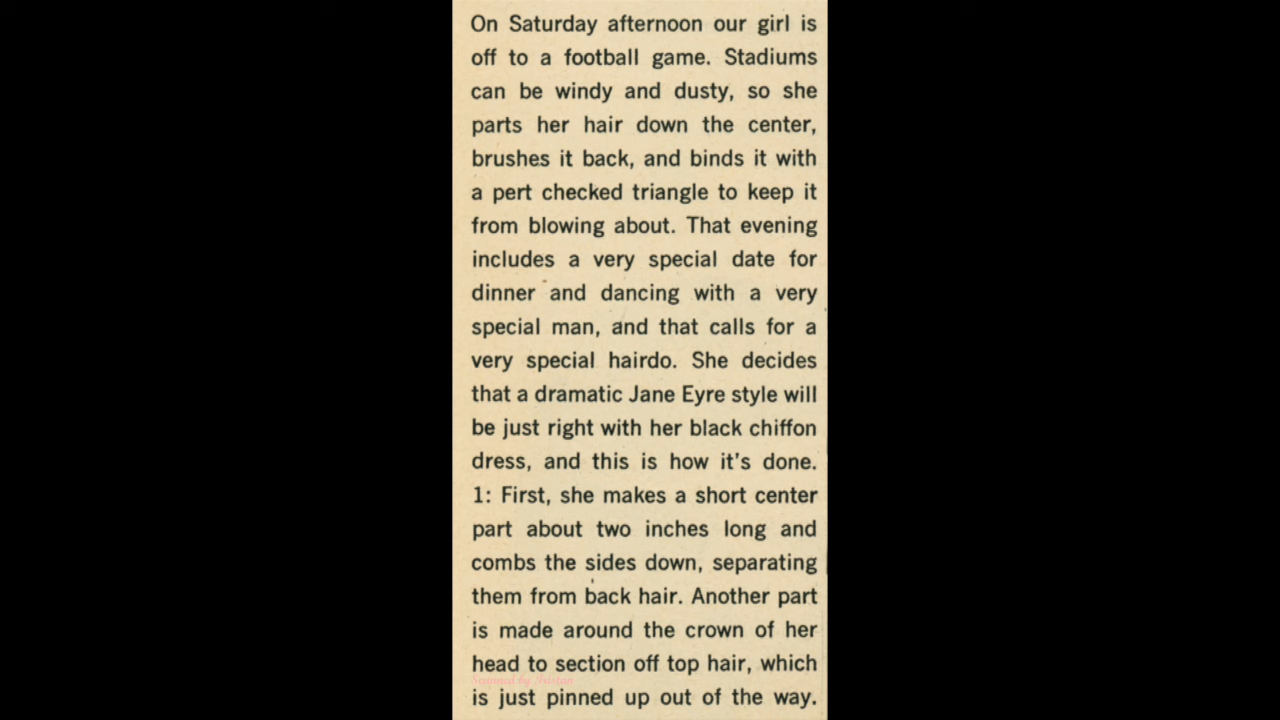 On Saturday afternoon our girl is
off to a football game. Stadiums
can be windy and dusty, so she
parts her hair down the center,
brushes it back, and binds it with
a pert checked triangle to keep it
from blowing about. That evening
includes a very special date for
dinner and dancing with a very
special man, and that calls for a
very special hairdo. She decides
that a dramatic Jane Eyre style will
be just right with her black chiffon
dress, and this is how it's done.
1: First, she makes a short center
part about two inches long and
combs the sides down, separating
them from back hair. Another part
is made around the crown of her
head to section off top hair, which
Scanned by
is just pinned up out of the way.